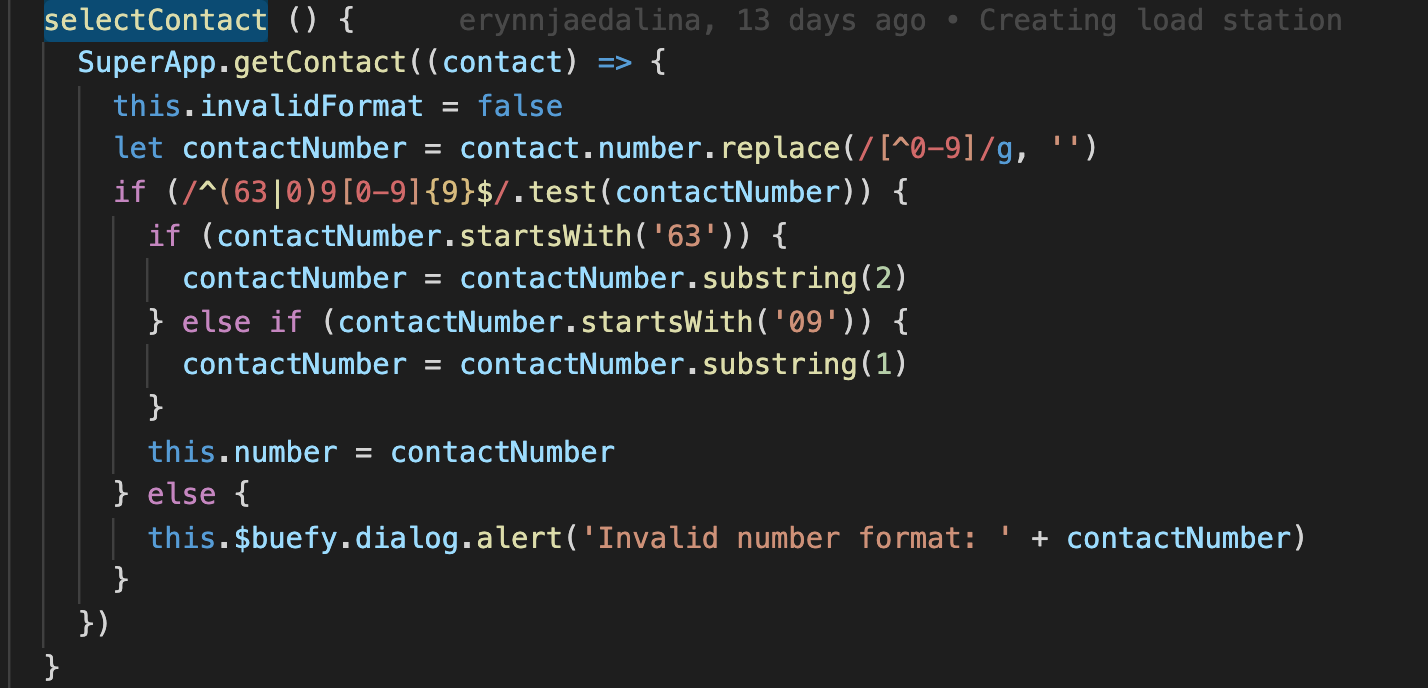 selectContact () {     erynnjaedalina, 13 days ago • Creating load station
  SuperApp.getContact((contact) => {
    this.invalidFormat = false
    let contactNumber = contact.number.replace(/[^0-9]/g, '')
    if (/^(63|0)9[0-9]{9}$/.test(contactNumber)) {
      if (contactNumber.startsWith('63')) {
        contactNumber = contactNumber.substring(2)
      } else if (contactNumber.startsWith('09')) {
        contactNumber = contactNumber.substring(1)
      }
      this.number = contactNumber
    } else {
      this.$buefy.dialog.alert('Invalid number format: ' + contactNumber)
    }
  })
}